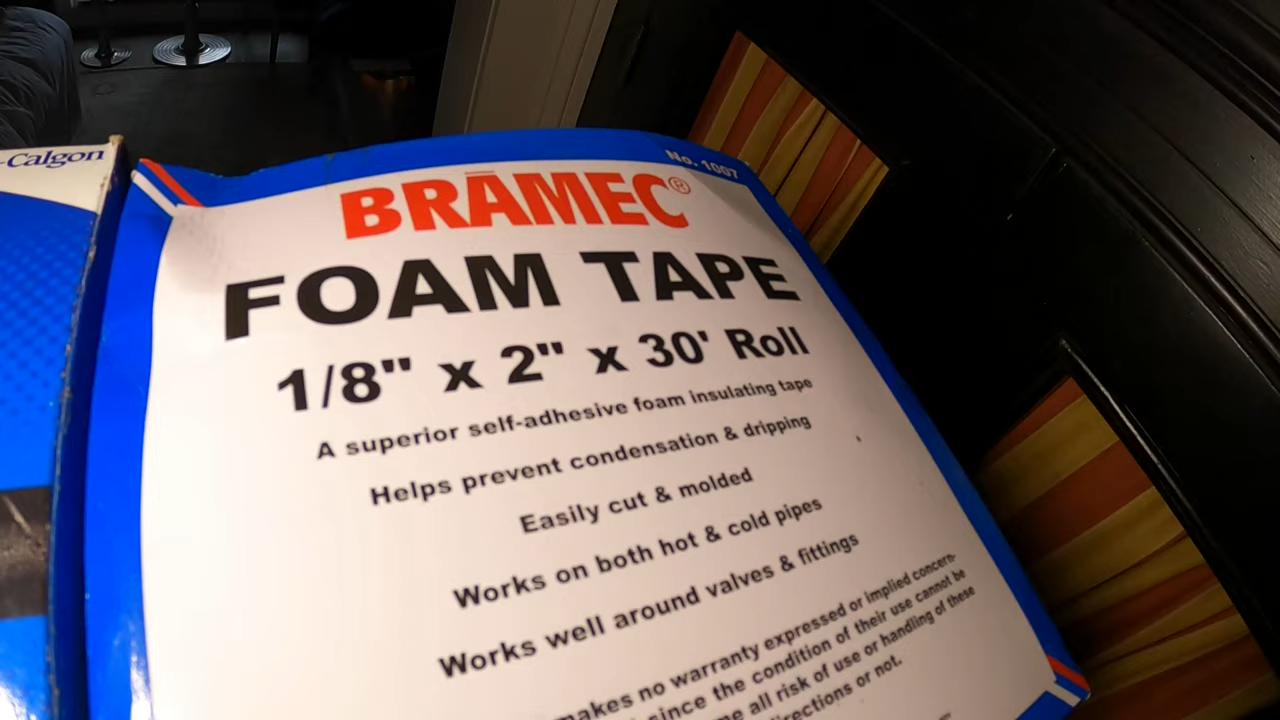 -Calgon
No. 1007
BRĀMEC®
FOAM TAPE
1/8" x 2" x 30' Roll
A superior self-adhesive foam insulating tape
Helps prevent condensation & dripping
Easily cut & molded
Works on both hot & cold pipes
Works well around valves & fittings
makes no warranty expressed or implied concern-
since the condition of their use cannot be
all risk of use or handling of these
or not.